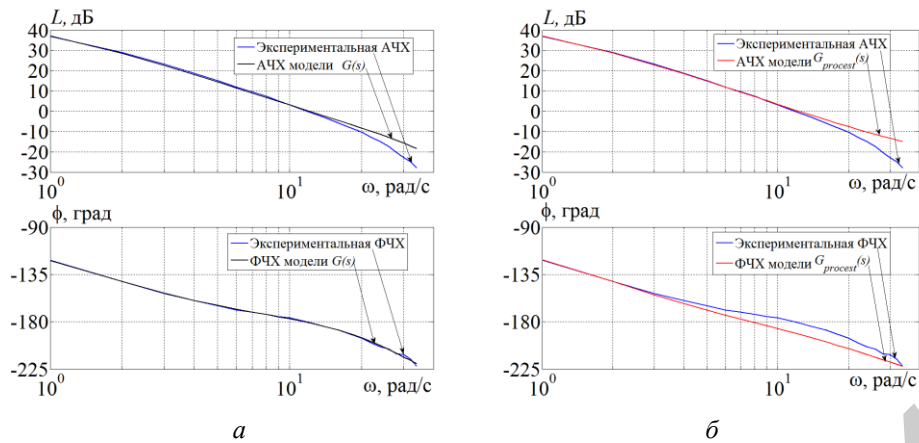 L, дБ
40
30
20
10
0
-10
-20
-30
Экспериментальная АЧХ
АЧХ модели G(s)
10^0
10^1
ω, рад/с
ϕ, град
-90
-135
-180
-225
Экспериментальная ФЧХ
ФЧХ модели G(s)
10^0
10^1
ω, рад/с
а
L, дБ
40
30
20
10
0
-10
-20
-30
Экспериментальная АЧХ
АЧХ модели G_procest(s)
10^0
10^1
ω, рад/с
ϕ, град
-90
-135
-180
-225
Экспериментальная ФЧХ
ФЧХ модели G_procest(s)
10^0
10^1
ω, рад/с
б